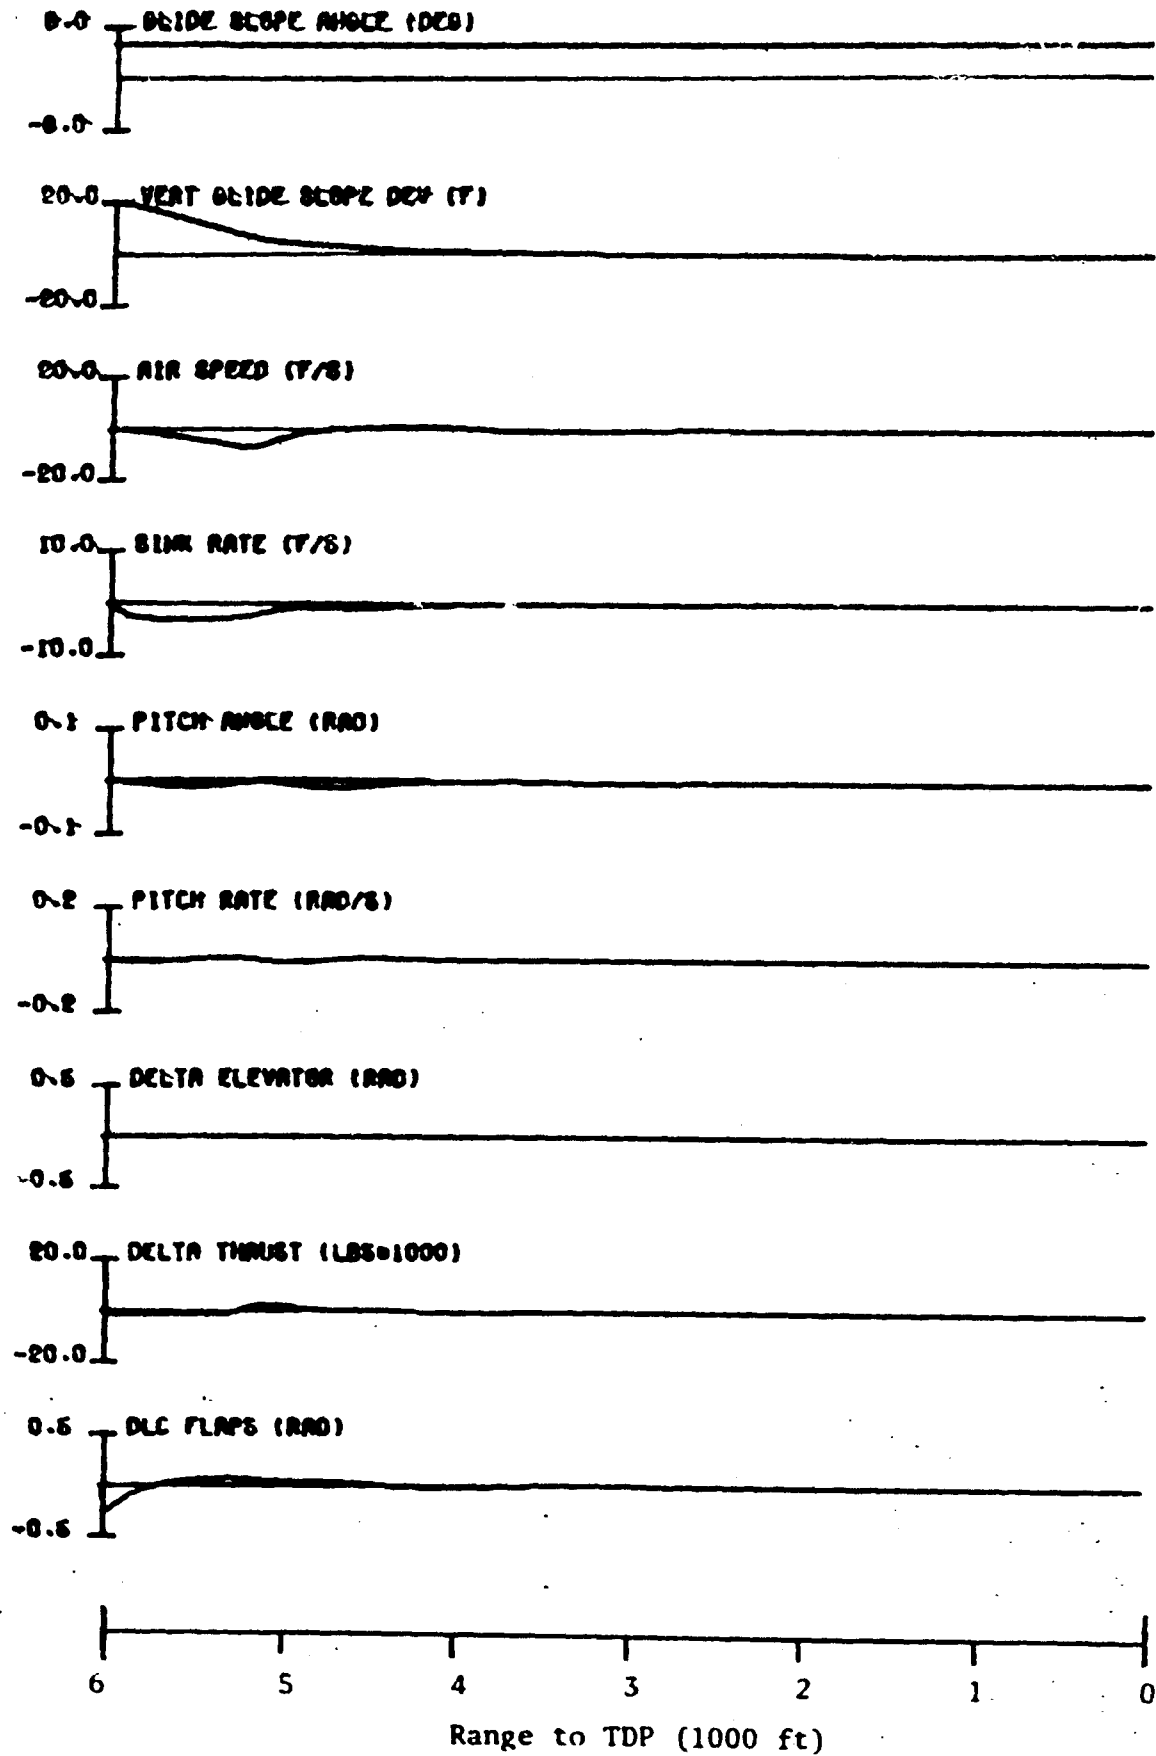 GLIDE SLOPE ANGLE (DEG)
20.0 VERT GLIDE SLOPE DEV (F)
-20.0
20.0 AIR SPEED (F/S)
-20.0
10.0 SINK RATE (F/S)
-10.0
0.1 PITCH ANGLE (RAD)
-0.1
0.2 PITCH RATE (RAD/S)
-0.2
0.5 DELTA ELEVATOR (RAD)
-0.5
20.0 DELTA THRUST (LBS*1000)
-20.0
0.5 DLC FLAPS (RAD)
-0.5
6 5 4 3 2 1 0
Range to TDP (1000 ft)